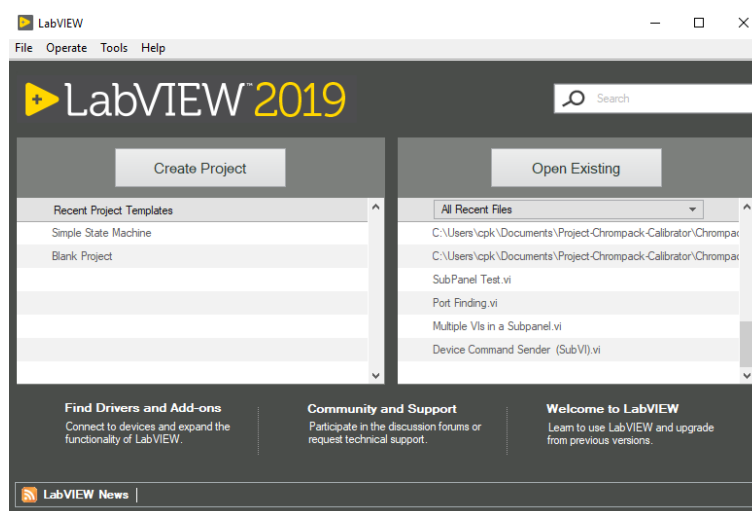 LabVIEW
File Operate Tools Help
LabVIEW™ 2019
Search
Create Project
Open Existing
Recent Project Templates
Simple State Machine
Blank Project
All Recent Files
C:\Users\cpk\Documents\Project-Chrompack-Calibrator\Chrompac
C:\Users\cpk\Documents\Project-Chrompack-Calibrator\Chrompac
SubPanel Test.vi
Port Finding.vi
Multiple VIs in a Subpanel.vi
Device Command Sender (SubVI).vi
Find Drivers and Add-ons
Connect to devices and expand the
functionality of LabVIEW.
Community and Support
Participate in the discussion forums or
request technical support.
Welcome to LabVIEW
Learn to use LabVIEW and upgrade
from previous versions.
LabVIEW News